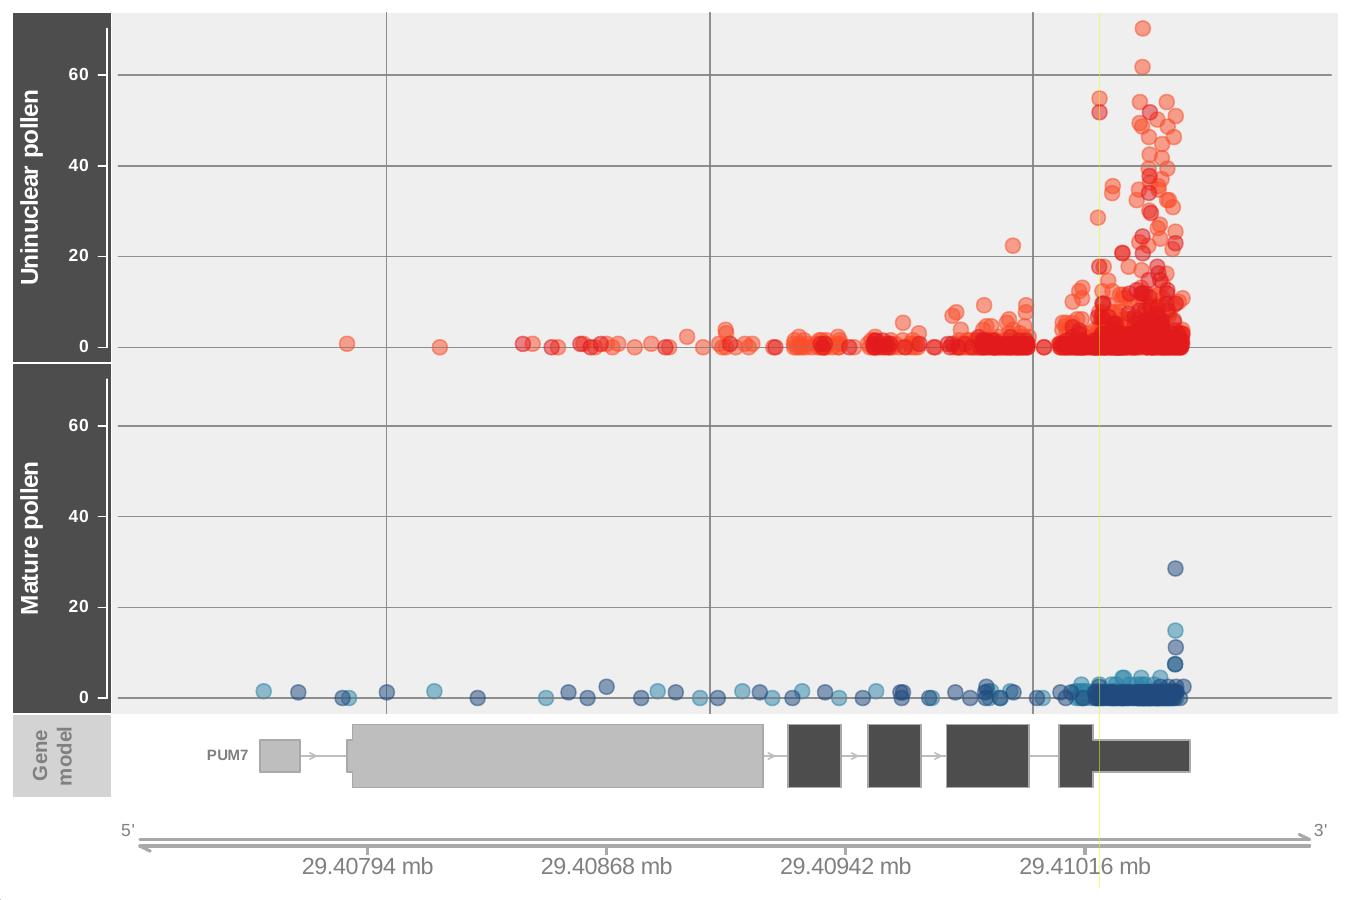 Uninuclear pollen
60
40
20
0
Mature pollen
60
40
20
0
Gene
model
PUM7
5'
3'
29.40794 mb
29.40868 mb
29.40942 mb
29.41016 mb